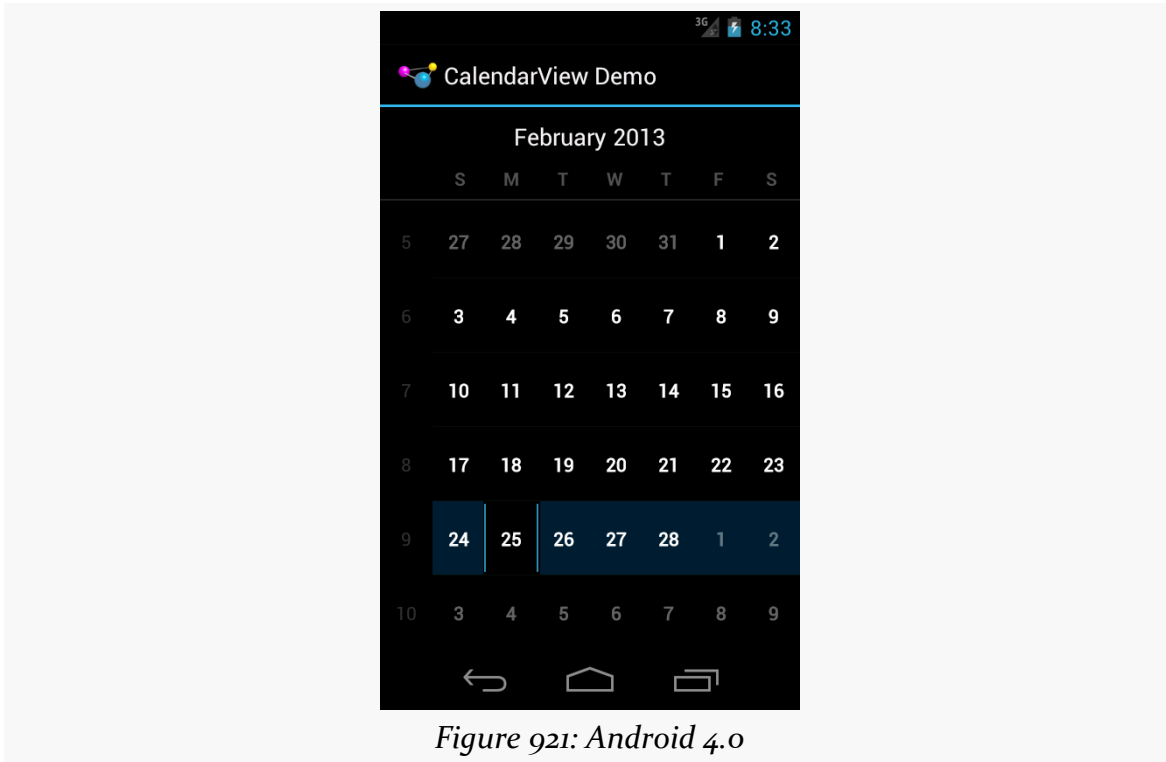 3G 8:33
CalendarView Demo
February 2013
S M T W T F S
5 27 28 29 30 31 1 2
6 3 4 5 6 7 8 9
7 10 11 12 13 14 15 16
8 17 18 19 20 21 22 23
9 24 25 26 27 28 1 2
10 3 4 5 6 7 8 9
Figure 921: Android 4.0